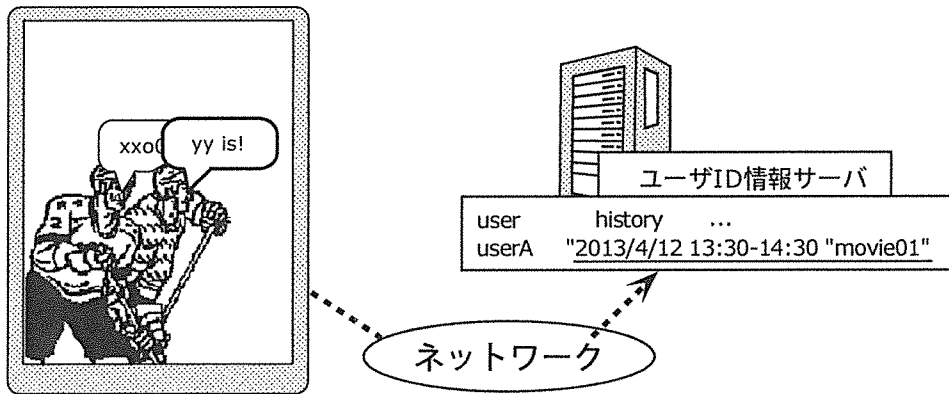 xxo
yy is!
ユーザID情報サーバ
user history ...
userA "2013/4/12 13:30-14:30 "movie01"
ネットワーク